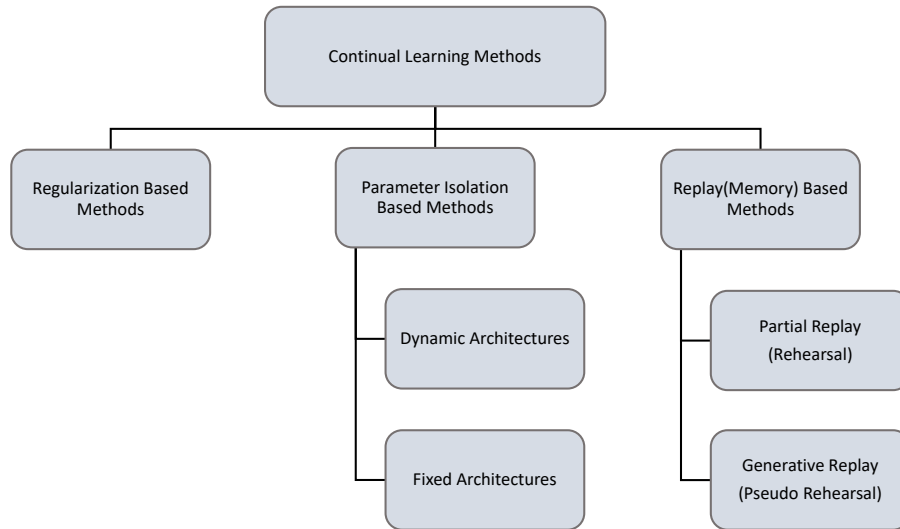 Continual Learning Methods
Regularization Based
Methods
Parameter Isolation
Based Methods
Replay(Memory) Based
Methods
Dynamic Architectures
Fixed Architectures
Partial Replay
(Rehearsal)
Generative Replay
(Pseudo Rehearsal)